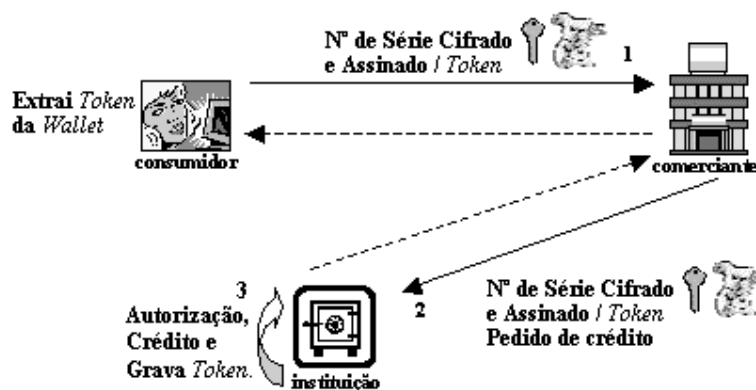 Nº de Série Cifrado
e Assinado / Token
1
Extrai Token
da Wallet
consumidor
comerciante
3
Autorização,
Crédito e
Grava Token.
instituição
2
Nº de Série Cifrado
e Assinado / Token
Pedido de crédito